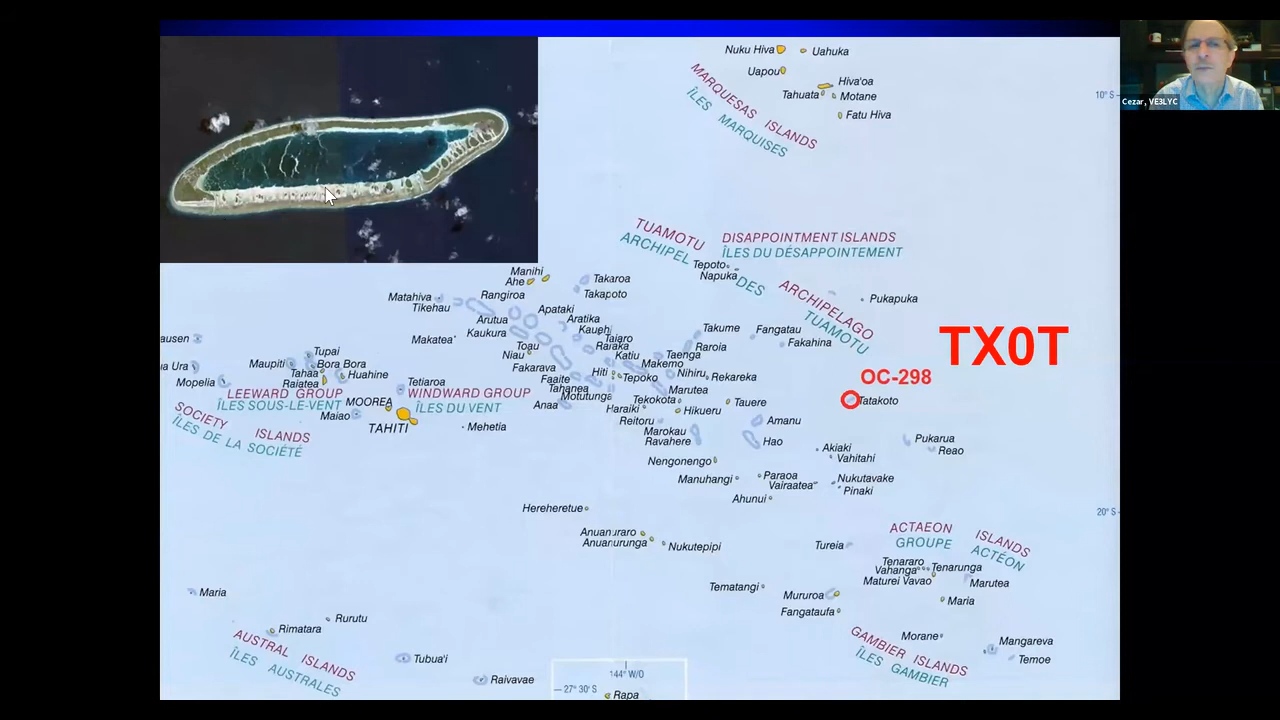 Cezar, VE3LYC
Nuku Hiva
Uahuka
Uapou
Hiva'oa
Tahuata
Motane
Fatu Hiva
10° S
MARQUESAS ISLANDS
ÎLES MARQUISES
TUAMOTU ARCHIPELAGO
ARCHIPEL DES TUAMOTU
DISAPPOINTMENT ISLANDS
ÎLES DU DÉSAPPOINTEMENT
Tepoto
Napuka
Pukapuka
TX0T
OC-298
Tatakoto
Manihi
Ahe
Takaroa
Takapoto
Matahiva
Tikehau
Rangiroa
Apataki
Arutua
Aratika
Kaukura
Kauehi
Makatea
Taiaro
Toau
Raraka
Niau
Katiu
Taenga
Takume
Raroia
Fangatau
Fakahina
Makemo
Fakarava
Hiti
Tepoko
Nihiru
Rekareka
Faaite
Tahanea
Motutunga
Marutea
Anaa
Tekokota
Haraiki
Hikueru
Tauere
Reitoru
Amanu
Marokau
Ravahere
Hao
Akiaki
Vahitahi
Pukarua
Reao
Nengonengo
Manuhangi
Paraoa
Vairaatea
Nukutavake
Pinaki
Ahunui
ausen
ua Ura
Mopelia
Maupiti
Tupai
Bora Bora
Tahaa
Huahine
Raiatea
Tetiaroa
LEEWARD GROUP
ÎLES SOUS-LE-VENT
MOOREA
Maiao
TAHITI
WINDWARD GROUP
ÎLES DU VENT
Mehetia
SOCIETY ISLANDS
ÎLES DE LA SOCIÉTÉ
Hereheretue
Anuanuraro
Anuanurunga
Nukutepipi
20° S
Tureia
ACTAEON ISLANDS
GROUPE ACTÉON
Tenararo
Vahanga
Tenarunga
Maturei Vavao
Marutea
Tematangi
Mururoa
Maria
Fangataufa
Maria
Rurutu
Rimatara
AUSTRAL ISLANDS
ÎLES AUSTRALES
Tubua'i
Raivavae
144° W/O
27° 30' S
Rapa
GAMBIER ISLANDS
ÎLES GAMBIER
Morane
Mangareva
Temoe